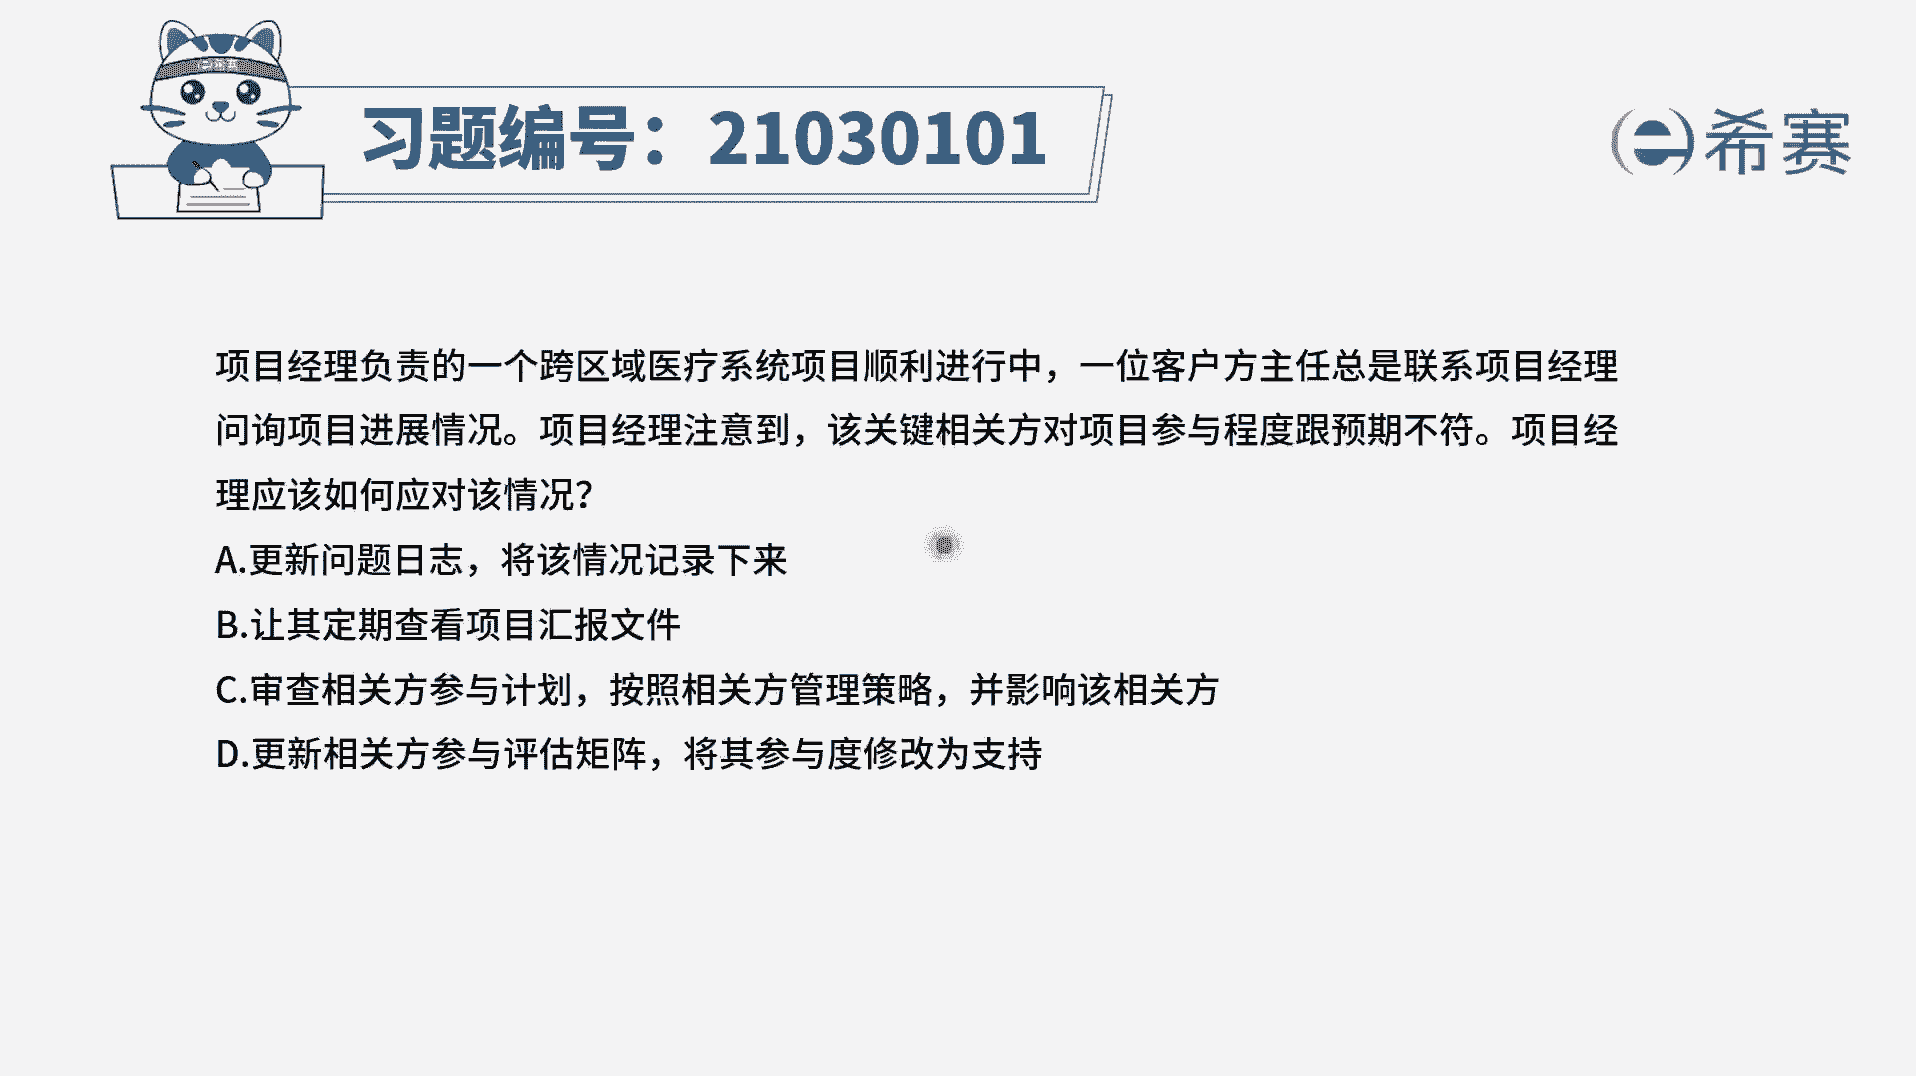 习题编号：21030101
希赛
项目经理负责的一个跨区域医疗系统项目顺利进行中，一位客户方主任总是联系项目经理
问询项目进展情况。项目经理注意到，该关键相关方对项目参与程度跟预期不符。项目经
理应该如何应对该情况？
A.更新问题日志，将该情况记录下来
B.让其定期查看项目汇报文件
C.审查相关方参与计划，按照相关方管理策略，并影响该相关方
D.更新相关方参与评估矩阵，将其参与度修改为支持